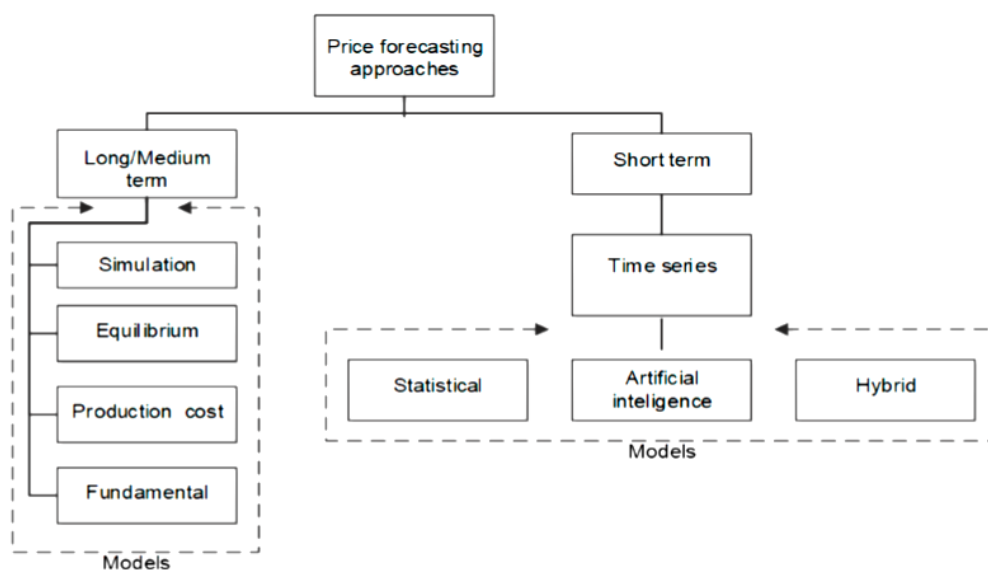 Price forecasting
approaches
Long/Medium
term
Short term
Simulation
Time series
Equilibrium
Statistical
Artificial
inteligence
Hybrid
Production cost
Models
Fundamental
Models